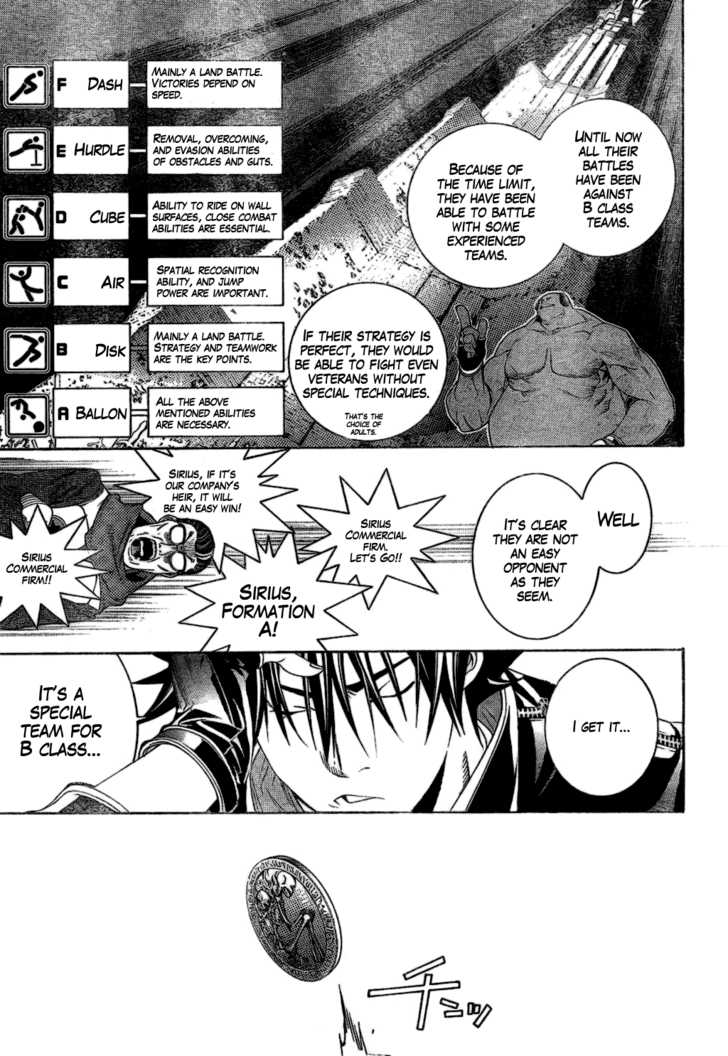 UNTIL NOW
ALL THEIR
BATTLES
HAVE BEEN
AGAINST
B CLASS
TEAMS.
BECAUSE OF
THE TIME LIMIT,
THEY HAVE BEEN
ABLE TO BATTLE
WITH SOME
EXPERIENCED
TEAMS.
IF THEIR STRATEGY IS
PERFECT, THEY WOULD
BE ABLE TO FIGHT EVEN
VETERANS WITHOUT
SPECIAL TECHNIQUES.
THAT'S THE
CHOICE OF
ADULTS.
F DASH
MAINLY A LAND BATTLE.
VICTORIES DEPEND ON
SPEED.
E HURDLE
REMOVAL, OVERCOMING,
AND EVASION ABILITIES
OF OBSTACLES AND GUTS.
D CUBE
ABILITY TO RIDE ON WALL
SURFACES, CLOSE COMBAT
ABILITIES ARE ESSENTIAL.
C AIR
SPATIAL RECOGNITION
ABILITY, AND JUMP
POWER ARE IMPORTANT.
B DISK
MAINLY A LAND BATTLE.
STRATEGY AND TEAMWORK
ARE THE KEY POINTS.
A BALLON
ALL THE ABOVE
MENTIONED ABILITIES
ARE NECESSARY.
WELL
IT'S CLEAR
THEY ARE NOT
AN EASY
OPPONENT
AS THEY
SEEM.
SIRIUS
COMMERCIAL
FIRM.
LET'S GO!!
SIRIUS, IF IT'S
OUR COMPANY'S
HEIR, IT WILL
BE AN EASY WIN!
SIRIUS,
FORMATION
A!
SIRIUS
COMMERCIAL
FIRM!!
I GET IT...
IT'S A
SPECIAL
TEAM FOR
B CLASS...
チンッ